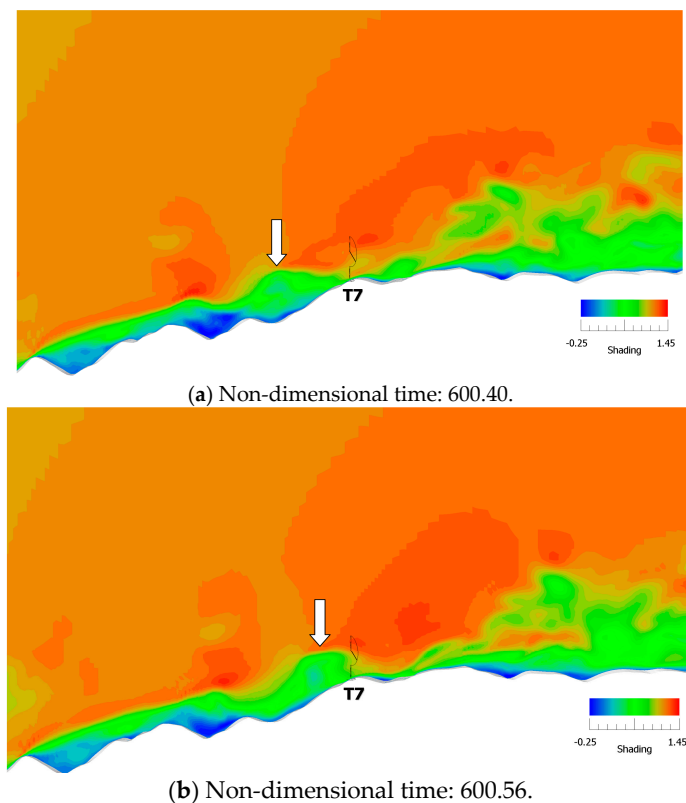 T7
-0.25 1.45
Shading
(a) Non-dimensional time: 600.40.
T7
-0.25 1.45
Shading
(b) Non-dimensional time: 600.56.